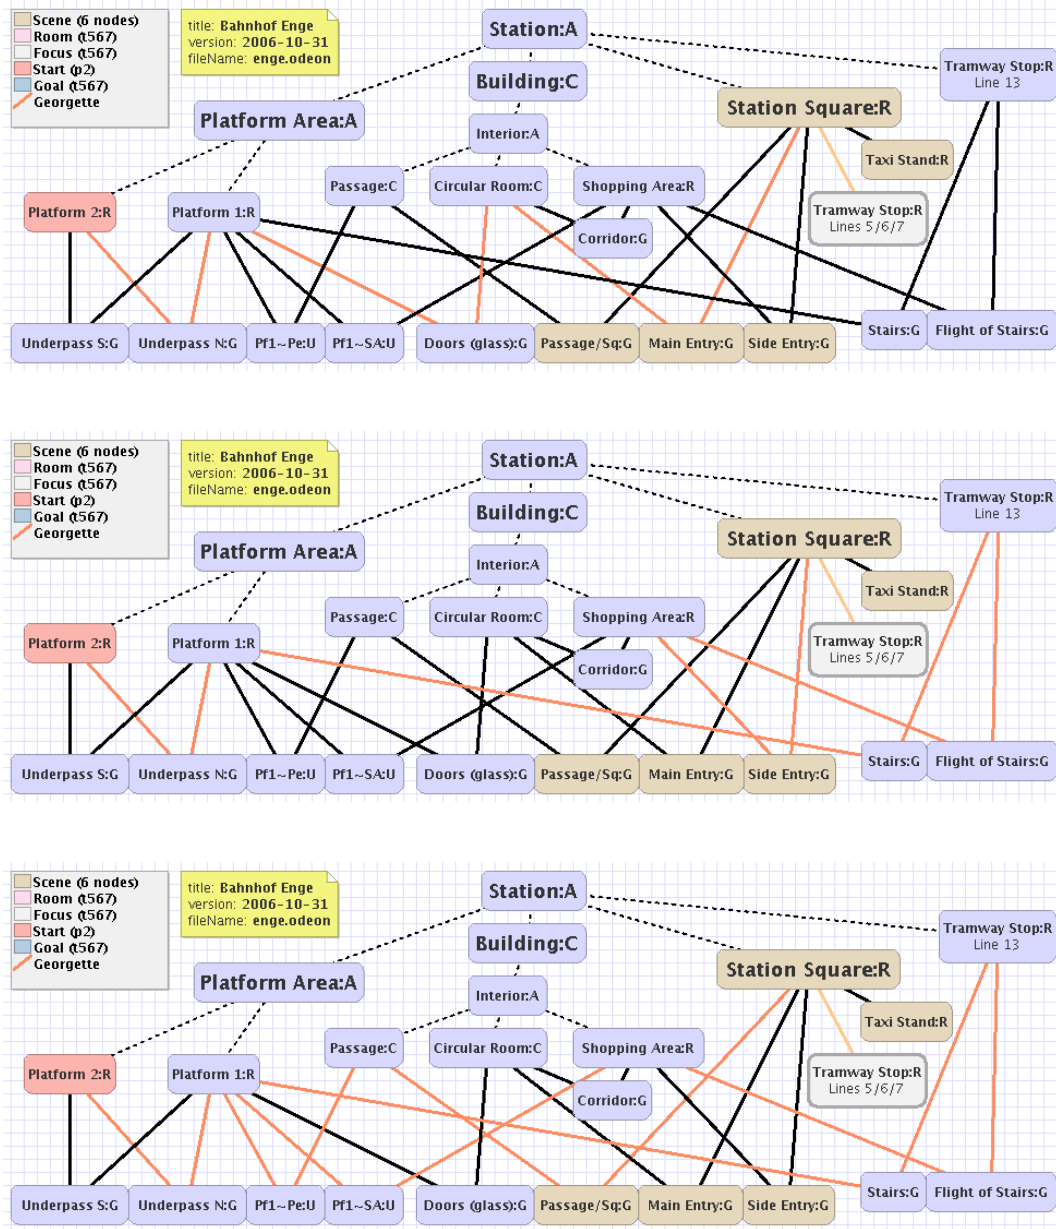 Scene (6 nodes)
Room (t567)
Focus (t567)
Start (p2)
Goal (t567)
Georgette
title: Bahnhof Enge
version: 2006-10-31
fileName: enge.odeon
Station:A
Building:C
Tramway Stop:R
Line 13
Station Square:R
Platform Area:A
Interior:A
Taxi Stand:R
Passage:C
Circular Room:C
Shopping Area:R
Platform 2:R
Platform 1:R
Tramway Stop:R
Lines 5/6/7
Corridor:G
Underpass S:G
Underpass N:G
Pf1~Pe:U
Pf1~SA:U
Doors (glass):G
Passage/Sq:G
Main Entry:G
Side Entry:G
Stairs:G
Flight of Stairs:G
Scene (6 nodes)
Room (t567)
Focus (t567)
Start (p2)
Goal (t567)
Georgette
title: Bahnhof Enge
version: 2006-10-31
fileName: enge.odeon
Station:A
Building:C
Tramway Stop:R
Line 13
Station Square:R
Platform Area:A
Interior:A
Taxi Stand:R
Passage:C
Circular Room:C
Shopping Area:R
Platform 2:R
Platform 1:R
Tramway Stop:R
Lines 5/6/7
Corridor:G
Underpass S:G
Underpass N:G
Pf1~Pe:U
Pf1~SA:U
Doors (glass):G
Passage/Sq:G
Main Entry:G
Side Entry:G
Stairs:G
Flight of Stairs:G
Scene (6 nodes)
Room (t567)
Focus (t567)
Start (p2)
Goal (t567)
Georgette
title: Bahnhof Enge
version: 2006-10-31
fileName: enge.odeon
Station:A
Building:C
Tramway Stop:R
Line 13
Station Square:R
Platform Area:A
Interior:A
Taxi Stand:R
Passage:C
Circular Room:C
Shopping Area:R
Platform 2:R
Platform 1:R
Tramway Stop:R
Lines 5/6/7
Corridor:G
Underpass S:G
Underpass N:G
Pf1~Pe:U
Pf1~SA:U
Doors (glass):G
Passage/Sq:G
Main Entry:G
Side Entry:G
Stairs:G
Flight of Stairs:G